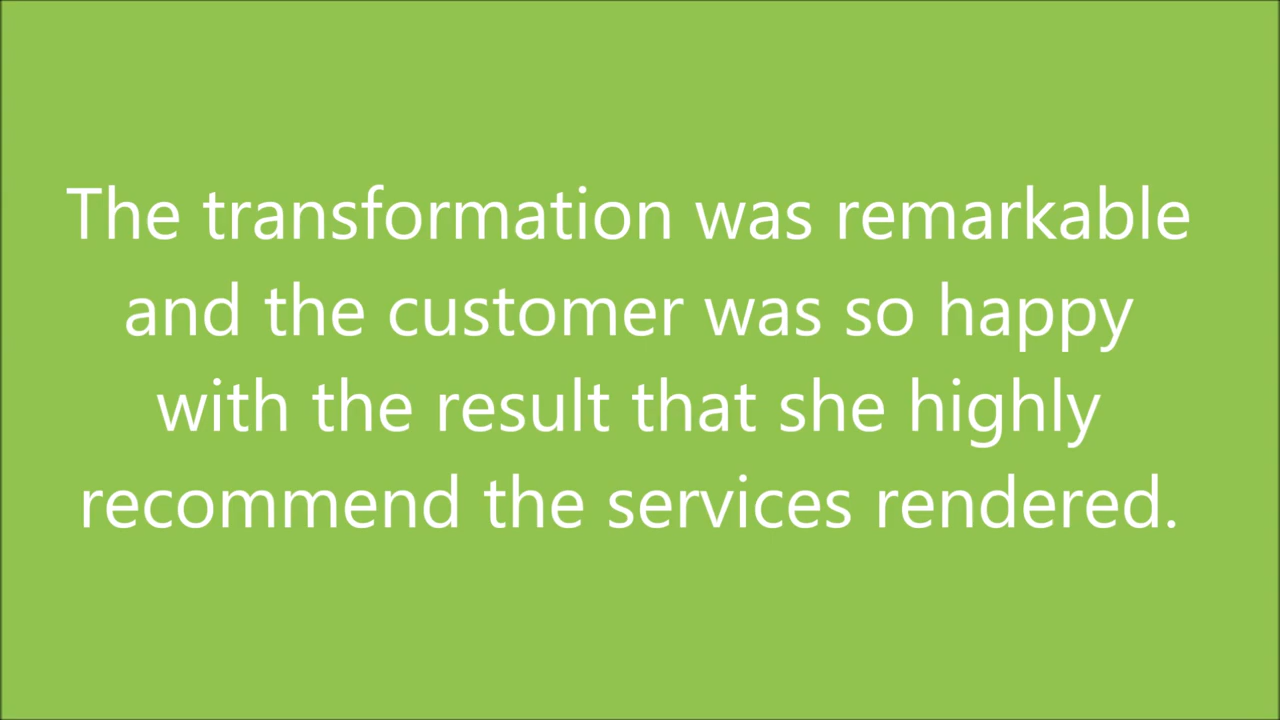 The transformation was remarkable
and the customer was so happy
with the result that she highly
recommend the services rendered.